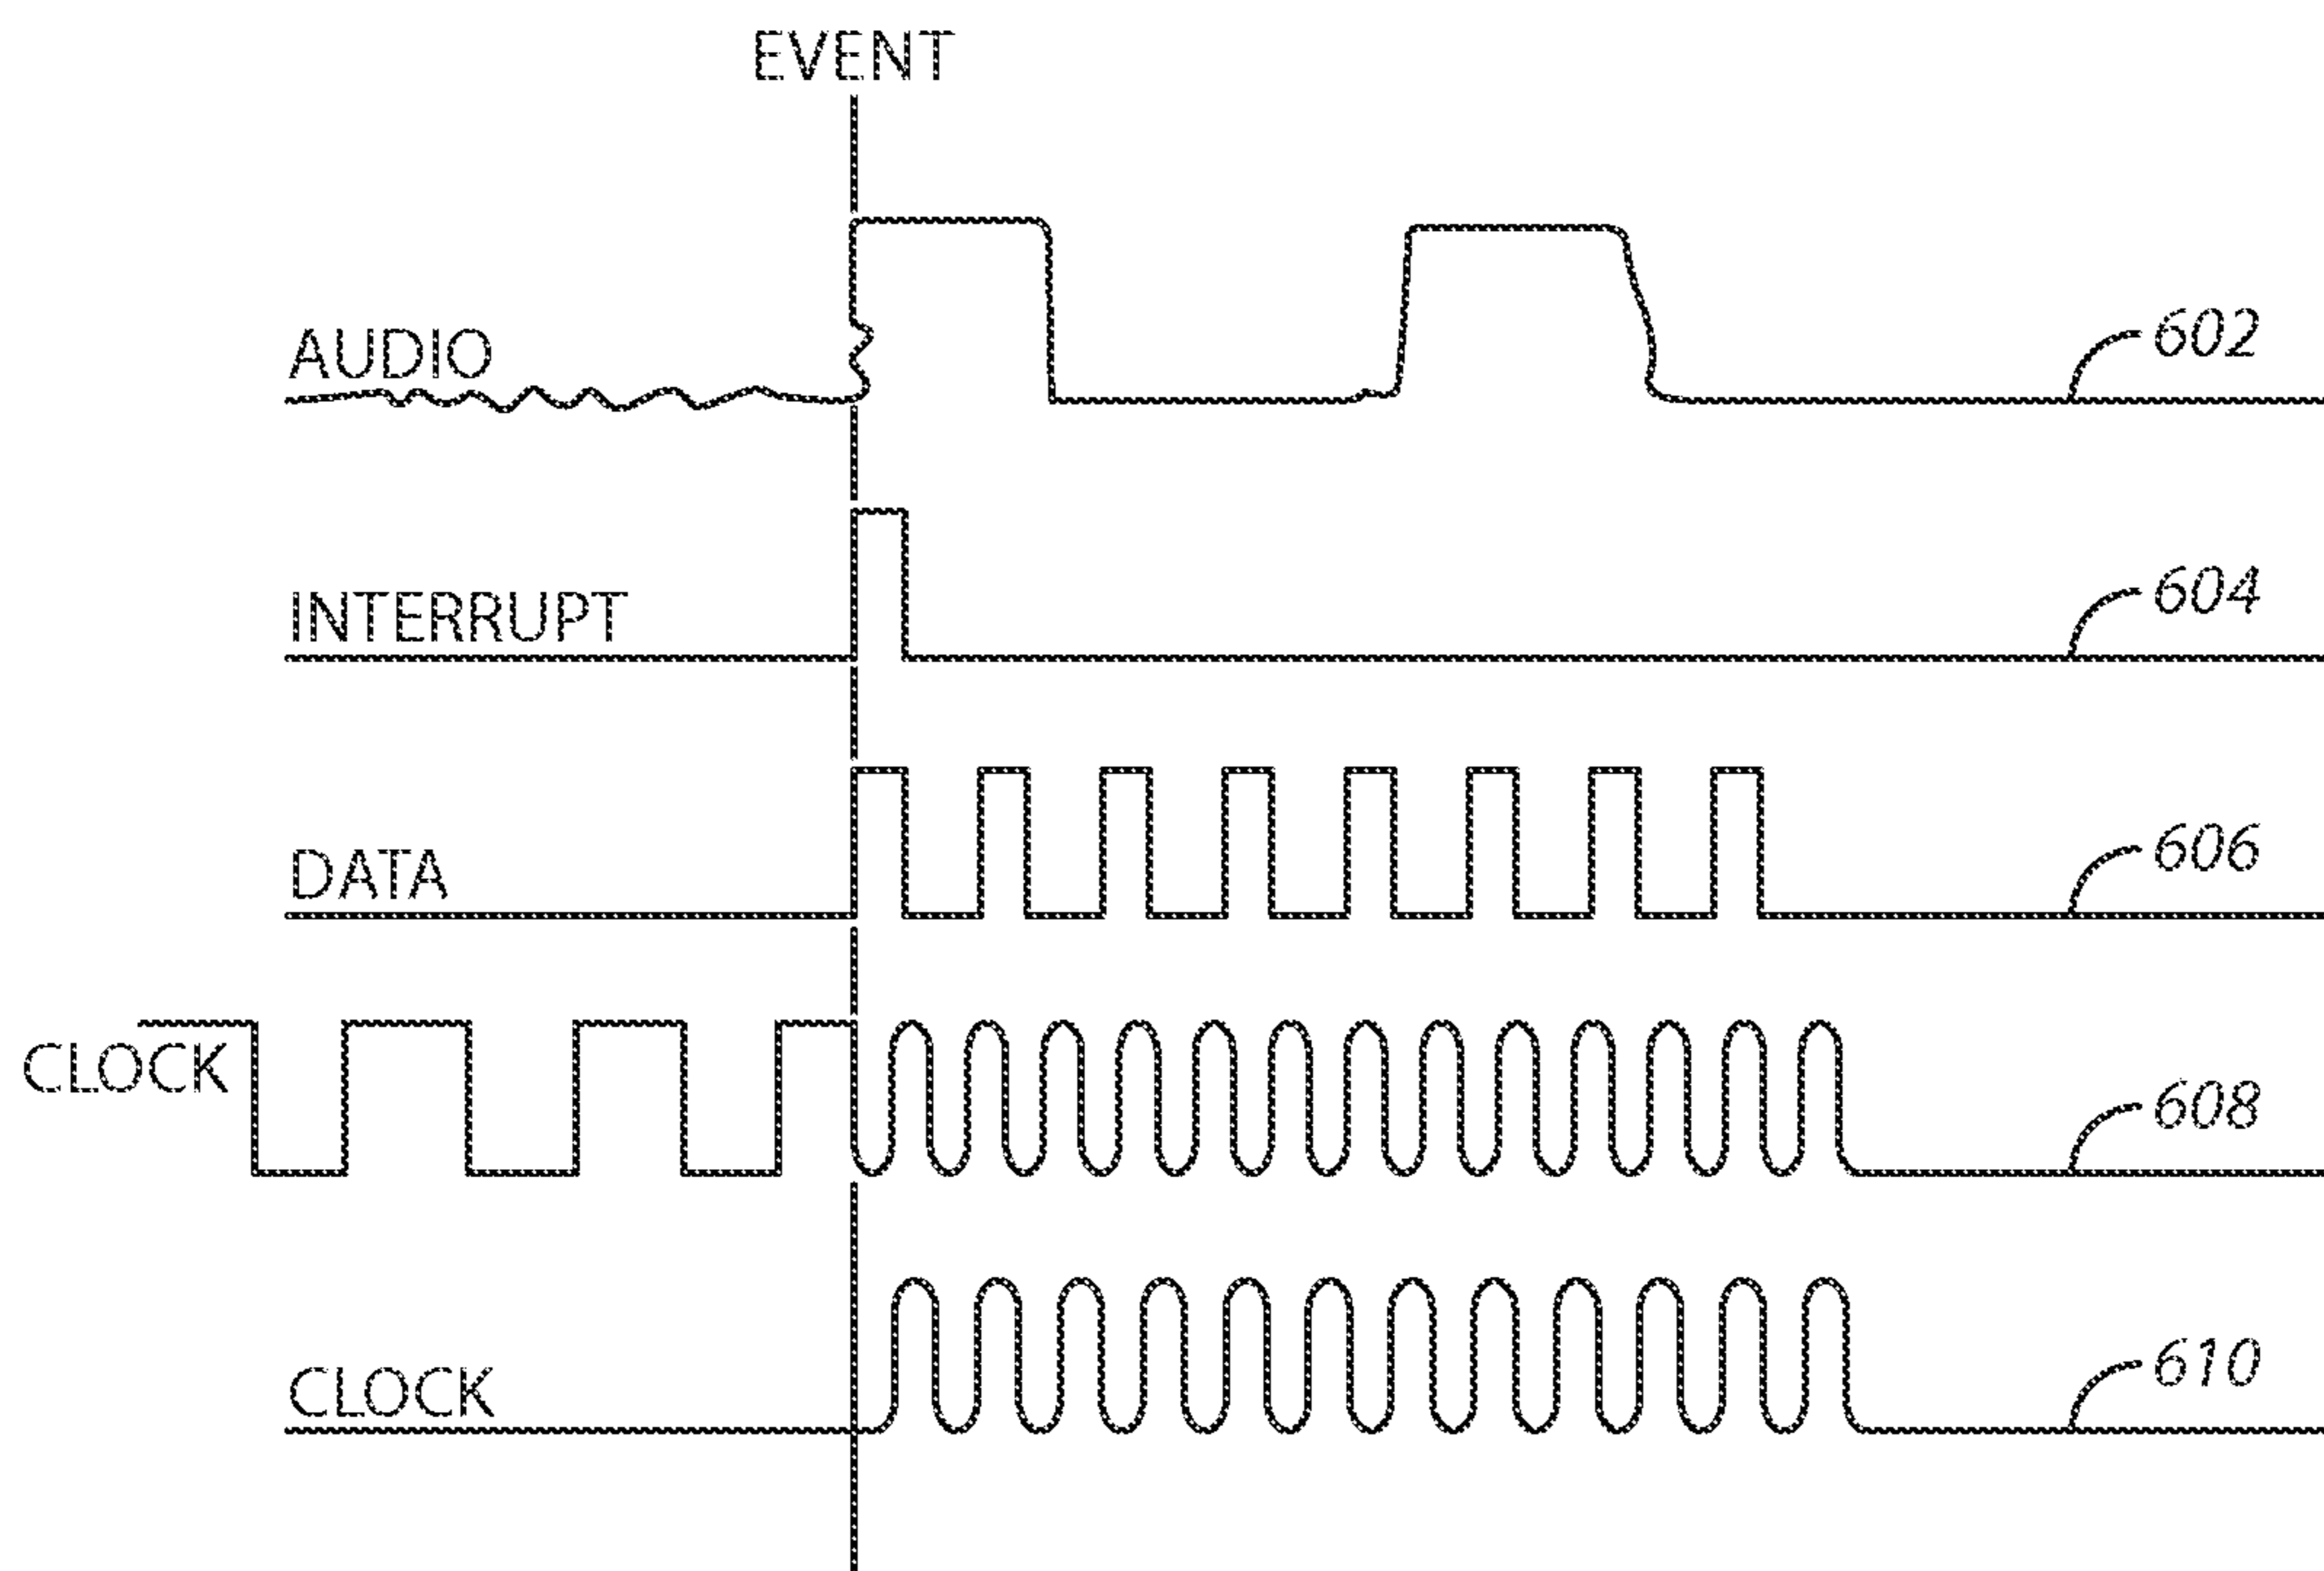 EVENT
AUDIO
602
INTERRUPT
604
DATA
606
CLOCK
608
CLOCK
610